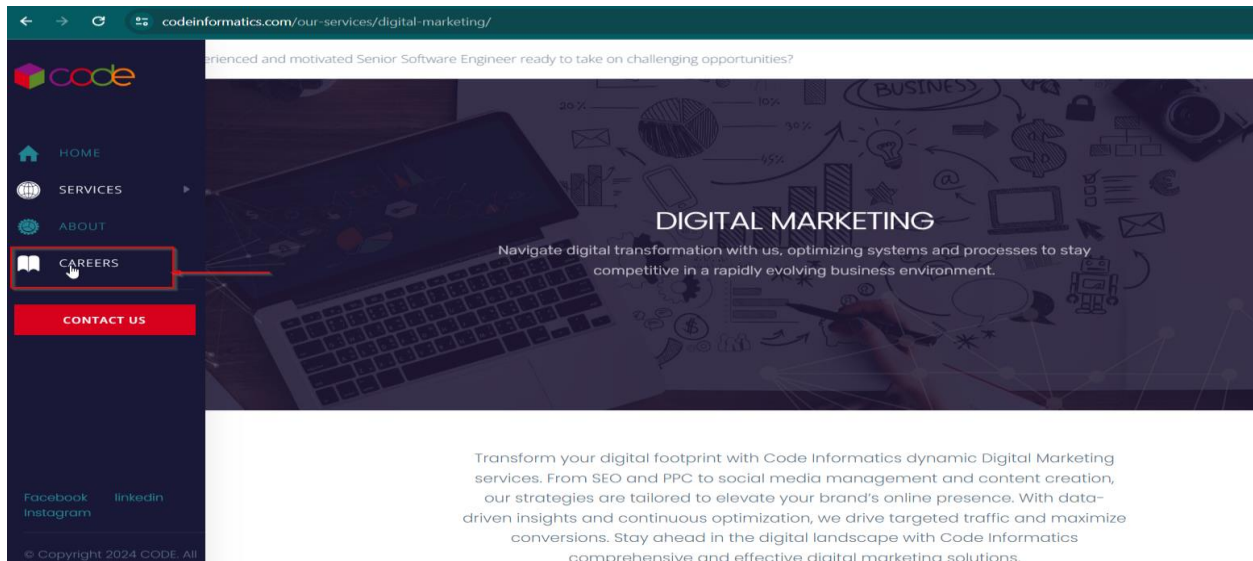 codeinformatics.com/our-services/digital-marketing/
erienced and motivated Senior Software Engineer ready to take on challenging opportunities?
code
HOME
SERVICES
ABOUT
CAREERS
CONTACT US
Facebook linkedin
Instagram
© Copyright 2024 CODE. All
BUSINESS
20%
10%
30%
45%
DIGITAL MARKETING
Navigate digital transformation with us, optimizing systems and processes to stay
competitive in a rapidly evolving business environment.
Transform your digital footprint with Code Informatics dynamic Digital Marketing
services. From SEO and PPC to social media management and content creation,
our strategies are tailored to elevate your brand's online presence. With data-
driven insights and continuous optimization, we drive targeted traffic and maximize
conversions. Stay ahead in the digital landscape with Code Informatics
comprehensive and effective digital marketing solutions.